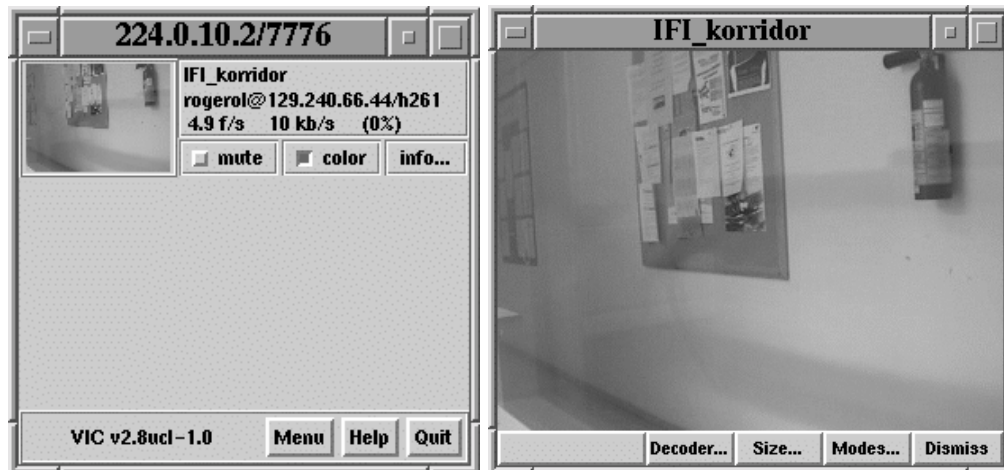 224.0.10.2/7776
IFI_korridor
rogerol@129.240.66.44/h261
4.9 f/s 10 kb/s (0%)
mute color info...
VIC v2.8ucl-1.0 Menu Help Quit
IFI_korridor
Decoder... Size... Modes... Dismiss